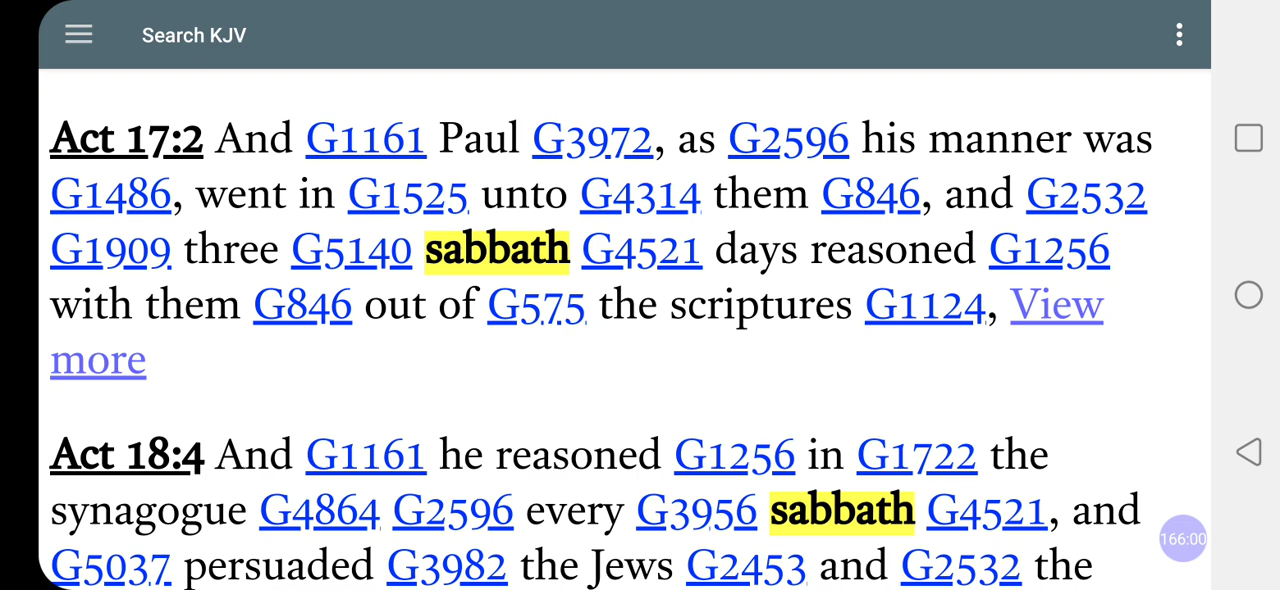 Search KJV
Act 17:2 And G1161 Paul G3972, as G2596 his manner was
G1486, went in G1525 unto G4314 them G846, and G2532
G1909 three G5140 sabbath G4521 days reasoned G1256
with them G846 out of G575 the scriptures G1124, View
more
Act 18:4 And G1161 he reasoned G1256 in G1722 the
synagogue G4864 G2596 every G3956 sabbath G4521, and
G5037 persuaded G3982 the Jews G2453 and G2532 the
166:00